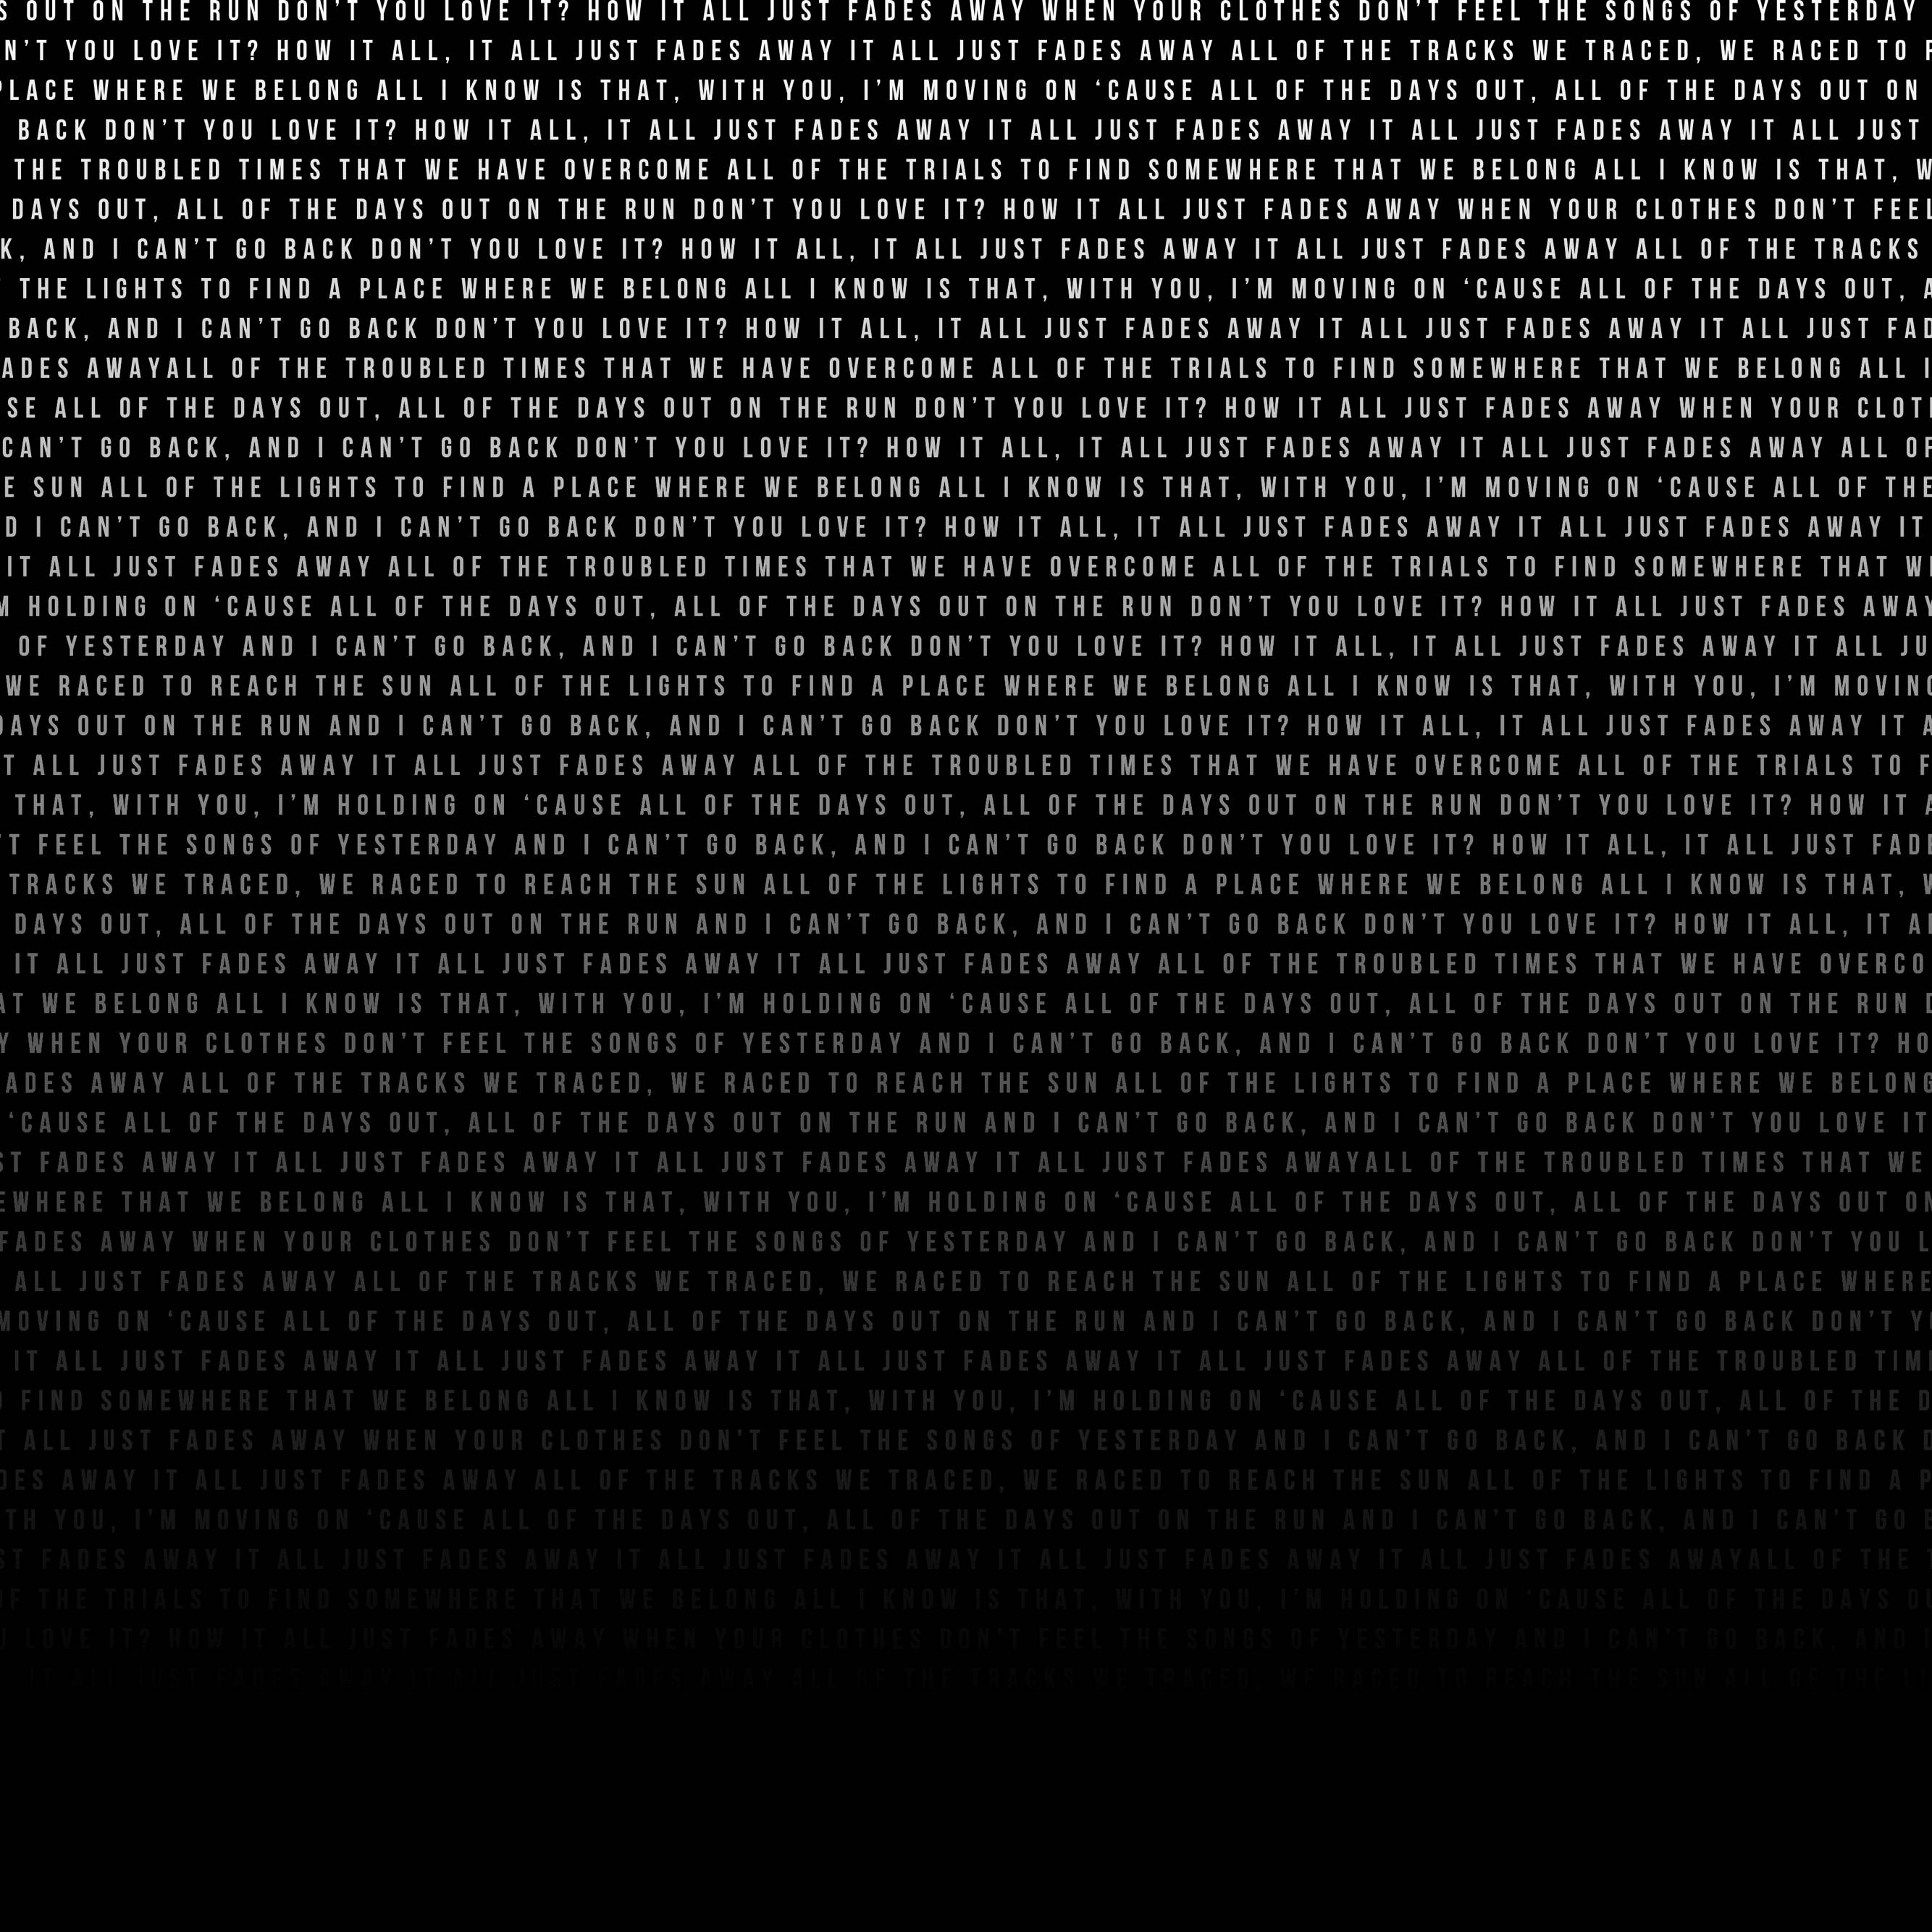 OUT ON THE RUN DON'T YOU LOVE IT? HOW IT ALL JUST FADES AWAY WHEN YOUR CLOTHES DON'T FEEL THE SONGS OF YESTERDAY
N'T YOU LOVE IT? HOW IT ALL, IT ALL JUST FADES AWAY IT ALL JUST FADES AWAY ALL OF THE TRACKS WE TRACED, WE RACED TO
PLACE WHERE WE BELONG ALL I KNOW IS THAT, WITH YOU, I'M MOVING ON ‘CAUSE ALL OF THE DAYS OUT, ALL OF THE DAYS OUT ON
BACK DON'T YOU LOVE IT? HOW IT ALL, IT ALL JUST FADES AWAY IT ALL JUST FADES AWAY IT ALL JUST FADES AWAY IT ALL JUST
THE TROUBLED TIMES THAT WE HAVE OVERCOME ALL OF THE TRIALS TO FIND SOMEWHERE THAT WE BELONG ALL I KNOW IS THAT, W
DAYS OUT, ALL OF THE DAYS OUT ON THE RUN DON'T YOU LOVE IT? HOW IT ALL JUST FADES AWAY WHEN YOUR CLOTHES DON'T FEEL
K, AND I CAN'T GO BACK DON'T YOU LOVE IT? HOW IT ALL, IT ALL JUST FADES AWAY IT ALL JUST FADES AWAY ALL OF THE TRACKS
THE LIGHTS TO FIND A PLACE WHERE WE BELONG ALL I KNOW IS THAT, WITH YOU, I'M MOVING ON ‘CAUSE ALL OF THE DAYS OUT, A
BACK, AND I CAN'T GO BACK DON'T YOU LOVE IT? HOW IT ALL, IT ALL JUST FADES AWAY IT ALL JUST FADES AWAY IT ALL JUST FAD
ADES AWAYALL OF THE TROUBLED TIMES THAT WE HAVE OVERCOME ALL OF THE TRIALS TO FIND SOMEWHERE THAT WE BELONG ALL I
SE ALL OF THE DAYS OUT, ALL OF THE DAYS OUT ON THE RUN DON'T YOU LOVE IT? HOW IT ALL JUST FADES AWAY WHEN YOUR CLOT
CAN'T GO BACK, AND I CAN'T GO BACK DON'T YOU LOVE IT? HOW IT ALL, IT ALL JUST FADES AWAY IT ALL JUST FADES AWAY ALL OF
E SUN ALL OF THE LIGHTS TO FIND A PLACE WHERE WE BELONG ALL I KNOW IS THAT, WITH YOU, I'M MOVING ON ‘CAUSE ALL OF THE
D I CAN'T GO BACK, AND I CAN'T GO BACK DON'T YOU LOVE IT? HOW IT ALL, IT ALL JUST FADES AWAY IT ALL JUST FADES AWAY IT
IT ALL JUST FADES AWAY ALL OF THE TROUBLED TIMES THAT WE HAVE OVERCOME ALL OF THE TRIALS TO FIND SOMEWHERE THAT WE
M HOLDING ON ‘CAUSE ALL OF THE DAYS OUT, ALL OF THE DAYS OUT ON THE RUN DON'T YOU LOVE IT? HOW IT ALL JUST FADES AWAY
OF YESTERDAY AND I CAN'T GO BACK, AND I CAN'T GO BACK DON'T YOU LOVE IT? HOW IT ALL, IT ALL JUST FADES AWAY IT ALL JU
WE RACED TO REACH THE SUN ALL OF THE LIGHTS TO FIND A PLACE WHERE WE BELONG ALL I KNOW IS THAT, WITH YOU, I'M MOVING
DAYS OUT ON THE RUN AND I CAN'T GO BACK, AND I CAN'T GO BACK DON'T YOU LOVE IT? HOW IT ALL, IT ALL JUST FADES AWAY IT A
T ALL JUST FADES AWAY IT ALL JUST FADES AWAY ALL OF THE TROUBLED TIMES THAT WE HAVE OVERCOME ALL OF THE TRIALS TO F
THAT, WITH YOU, I'M HOLDING ON ‘CAUSE ALL OF THE DAYS OUT, ALL OF THE DAYS OUT ON THE RUN DON'T YOU LOVE IT? HOW IT A
'T FEEL THE SONGS OF YESTERDAY AND I CAN'T GO BACK, AND I CAN'T GO BACK DON'T YOU LOVE IT? HOW IT ALL, IT ALL JUST FADE
TRACKS WE TRACED, WE RACED TO REACH THE SUN ALL OF THE LIGHTS TO FIND A PLACE WHERE WE BELONG ALL I KNOW IS THAT, W
DAYS OUT, ALL OF THE DAYS OUT ON THE RUN AND I CAN'T GO BACK, AND I CAN'T GO BACK DON'T YOU LOVE IT? HOW IT ALL, IT AL
IT ALL JUST FADES AWAY IT ALL JUST FADES AWAY IT ALL JUST FADES AWAY ALL OF THE TROUBLED TIMES THAT WE HAVE OVERCO
AT WE BELONG ALL I KNOW IS THAT, WITH YOU, I'M HOLDING ON ‘CAUSE ALL OF THE DAYS OUT, ALL OF THE DAYS OUT ON THE RUN D
Y WHEN YOUR CLOTHES DON'T FEEL THE SONGS OF YESTERDAY AND I CAN'T GO BACK, AND I CAN'T GO BACK DON'T YOU LOVE IT? HO
ADES AWAY ALL OF THE TRACKS WE TRACED, WE RACED TO REACH THE SUN ALL OF THE LIGHTS TO FIND A PLACE WHERE WE BELONG
‘CAUSE ALL OF THE DAYS OUT, ALL OF THE DAYS OUT ON THE RUN AND I CAN'T GO BACK, AND I CAN'T GO BACK DON'T YOU LOVE IT
ST FADES AWAY IT ALL JUST FADES AWAY IT ALL JUST FADES AWAY IT ALL JUST FADES AWAYALL OF THE TROUBLED TIMES THAT WE
EWHERE THAT WE BELONG ALL I KNOW IS THAT, WITH YOU, I'M HOLDING ON ‘CAUSE ALL OF THE DAYS OUT, ALL OF THE DAYS OUT ON
FADES AWAY WHEN YOUR CLOTHES DON'T FEEL THE SONGS OF YESTERDAY AND I CAN'T GO BACK, AND I CAN'T GO BACK DON'T YOU L
ALL JUST FADES AWAY ALL OF THE TRACKS WE TRACED, WE RACED TO REACH THE SUN ALL OF THE LIGHTS TO FIND A PLACE WHERE
MOVING ON ‘CAUSE ALL OF THE DAYS OUT, ALL OF THE DAYS OUT ON THE RUN AND I CAN'T GO BACK, AND I CAN'T GO BACK DON'T YO
IT ALL JUST FADES AWAY IT ALL JUST FADES AWAY IT ALL JUST FADES AWAY IT ALL JUST FADES AWAY ALL OF THE TROUBLED TIM
FIND SOMEWHERE THAT WE BELONG ALL I KNOW IS THAT, WITH YOU, I'M HOLDING ON ‘CAUSE ALL OF THE DAYS OUT, ALL OF THE D
T ALL JUST FADES AWAY WHEN YOUR CLOTHES DON'T FEEL THE SONGS OF YESTERDAY AND I CAN'T GO BACK, AND I CAN'T GO BACK D
DES AWAY IT ALL JUST FADES AWAY ALL OF THE TRACKS WE TRACED, WE RACED TO REACH THE SUN ALL OF THE LIGHTS TO FIND A P
TH YOU, I'M MOVING ON ‘CAUSE ALL OF THE DAYS OUT, ALL OF THE DAYS OUT ON THE RUN AND I CAN'T GO BACK, AND I CAN'T GO B
ST FADES AWAY IT ALL JUST FADES AWAY IT ALL JUST FADES AWAY IT ALL JUST FADES AWAY IT ALL JUST FADES AWAYALL OF THE T
OF THE TRIALS TO FIND SOMEWHERE THAT WE BELONG ALL I KNOW IS THAT, WITH YOU, I'M HOLDING ON ‘CAUSE ALL OF THE DAYS OU
U LOVE IT? HOW IT ALL JUST FADES AWAY WHEN YOUR CLOTHES DON'T FEEL THE SONGS OF YESTERDAY AND I CAN'T GO BACK, AND I
IT ALL JUST FADES AWAY IT ALL JUST FADES AWAY ALL OF THE TRACKS WE TRACED, WE RACED TO REACH THE SUN ALL OF THE